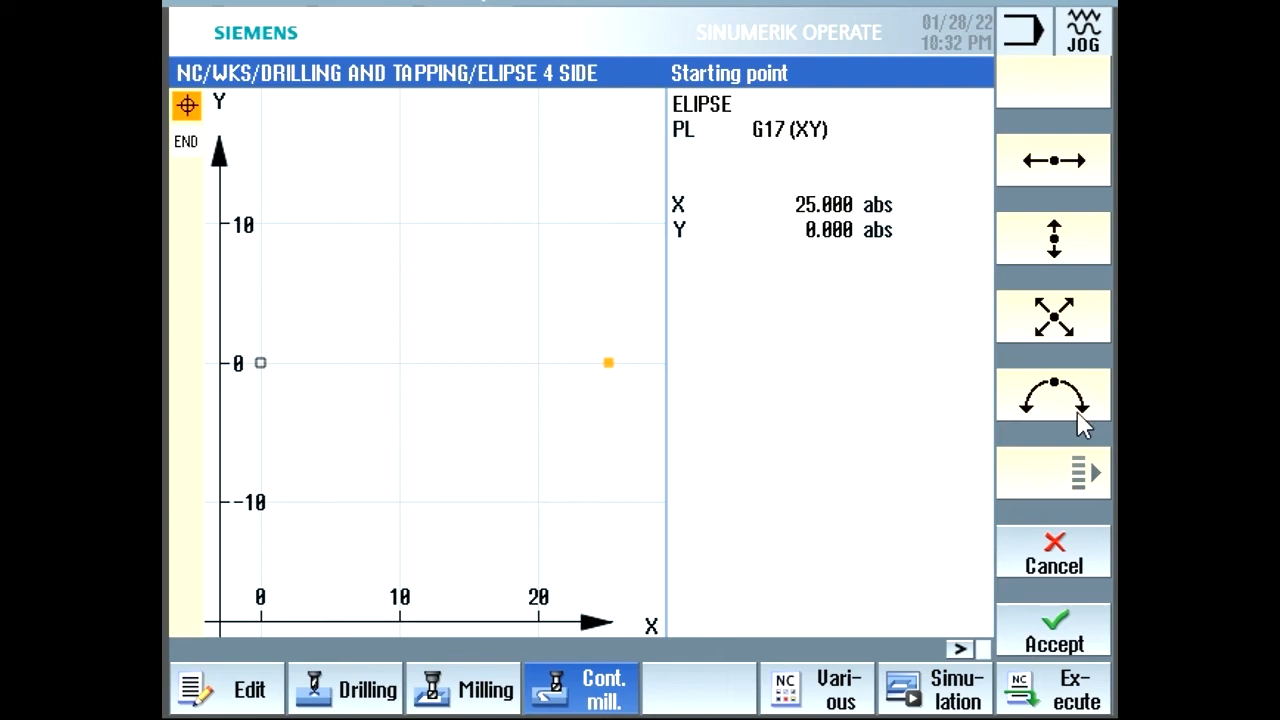 SIEMENS
SINUMERIK OPERATE
01/28/22
10:32 PM
JOG
NC/WKS/DRILLING AND TAPPING/ELIPSE 4 SIDE
Starting point
Y
END
10
0
-10
0
10
20
X
ELIPSE
PL G17 (XY)
X 25.000 abs
Y 0.000 abs
Cancel
Accept
>
Edit
Drilling
Milling
Cont.
mill.
NC
Vari-
ous
Simu-
lation
NC
Ex-
ecute